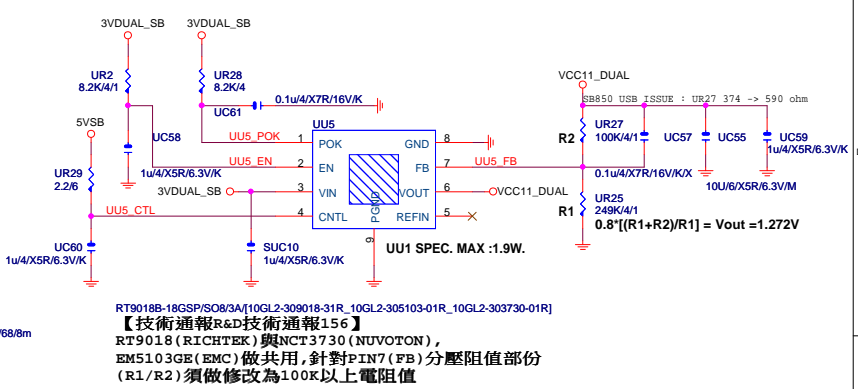 3VDUAL_SB
3VDUAL_SB
UR2
8.2K/4/1
UR28
8.2K/4
0.1u/4/X7R/16V/K
UC61
VCC11_DUAL
SB850 USB ISSUE : UR27 374 -> 590 ohm
5VSB
UC58
1u/4/X5R/6.3V/K
UU5_POK
UU5_EN
UR29
2.2/6
3VDUAL_SB
UU5_CTL
UC60
1u/4/X5R/6.3V/K
SUC10
1u/4/X5R/6.3V/K
UU5
1
POK
GND
8
2
EN
FB
7
UU5_FB
3
VIN
VOUT
6
VCC11_DUAL
4
CNTL
REFIN
5
PGND
9
UU1 SPEC. MAX :1.9W.
R2
UR27
100K/4/1
UC57
0.1u/4/X7R/16V/K/X
UC55
10U/6/X5R/6.3V/M
UC59
1u/4/X5R/6.3V/K
R1
UR25
249K/4/1
0.8*[(R1+R2)/R1] = Vout =1.272V
RT9018B-18GSP/SO8/3A/[10GL2-309018-31R_10GL2-305103-01R_10GL2-303730-01R]
/68/8m
【技術通報R&D技術通報156】
RT9018(RICHTEK)與NCT3730(NUVOTON),
EM5103GE(EMC)做共用,針對PIN7(FB)分壓阻值部份
(R1/R2)須做修改為100K以上電阻值